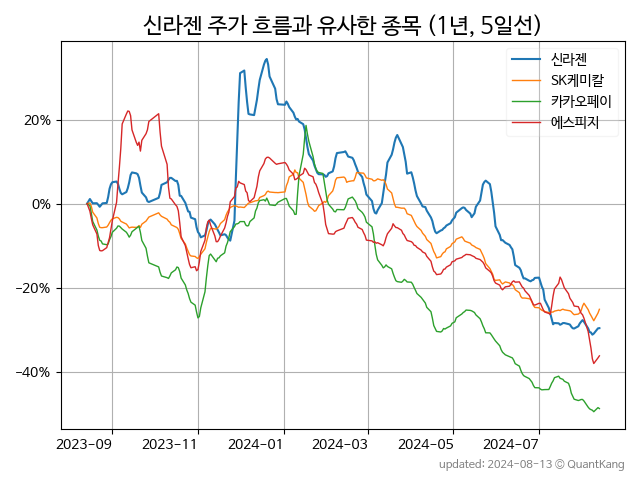 신라젠 주가 흐름과 유사한 종목 (1년, 5일선)
신라젠
SK케미칼
카카오페이
에스피지
20%
0%
−20%
−40%
2023-09 2023-11 2024-01 2024-03 2024-05 2024-07
updated: 2024-08-13 © QuantKang